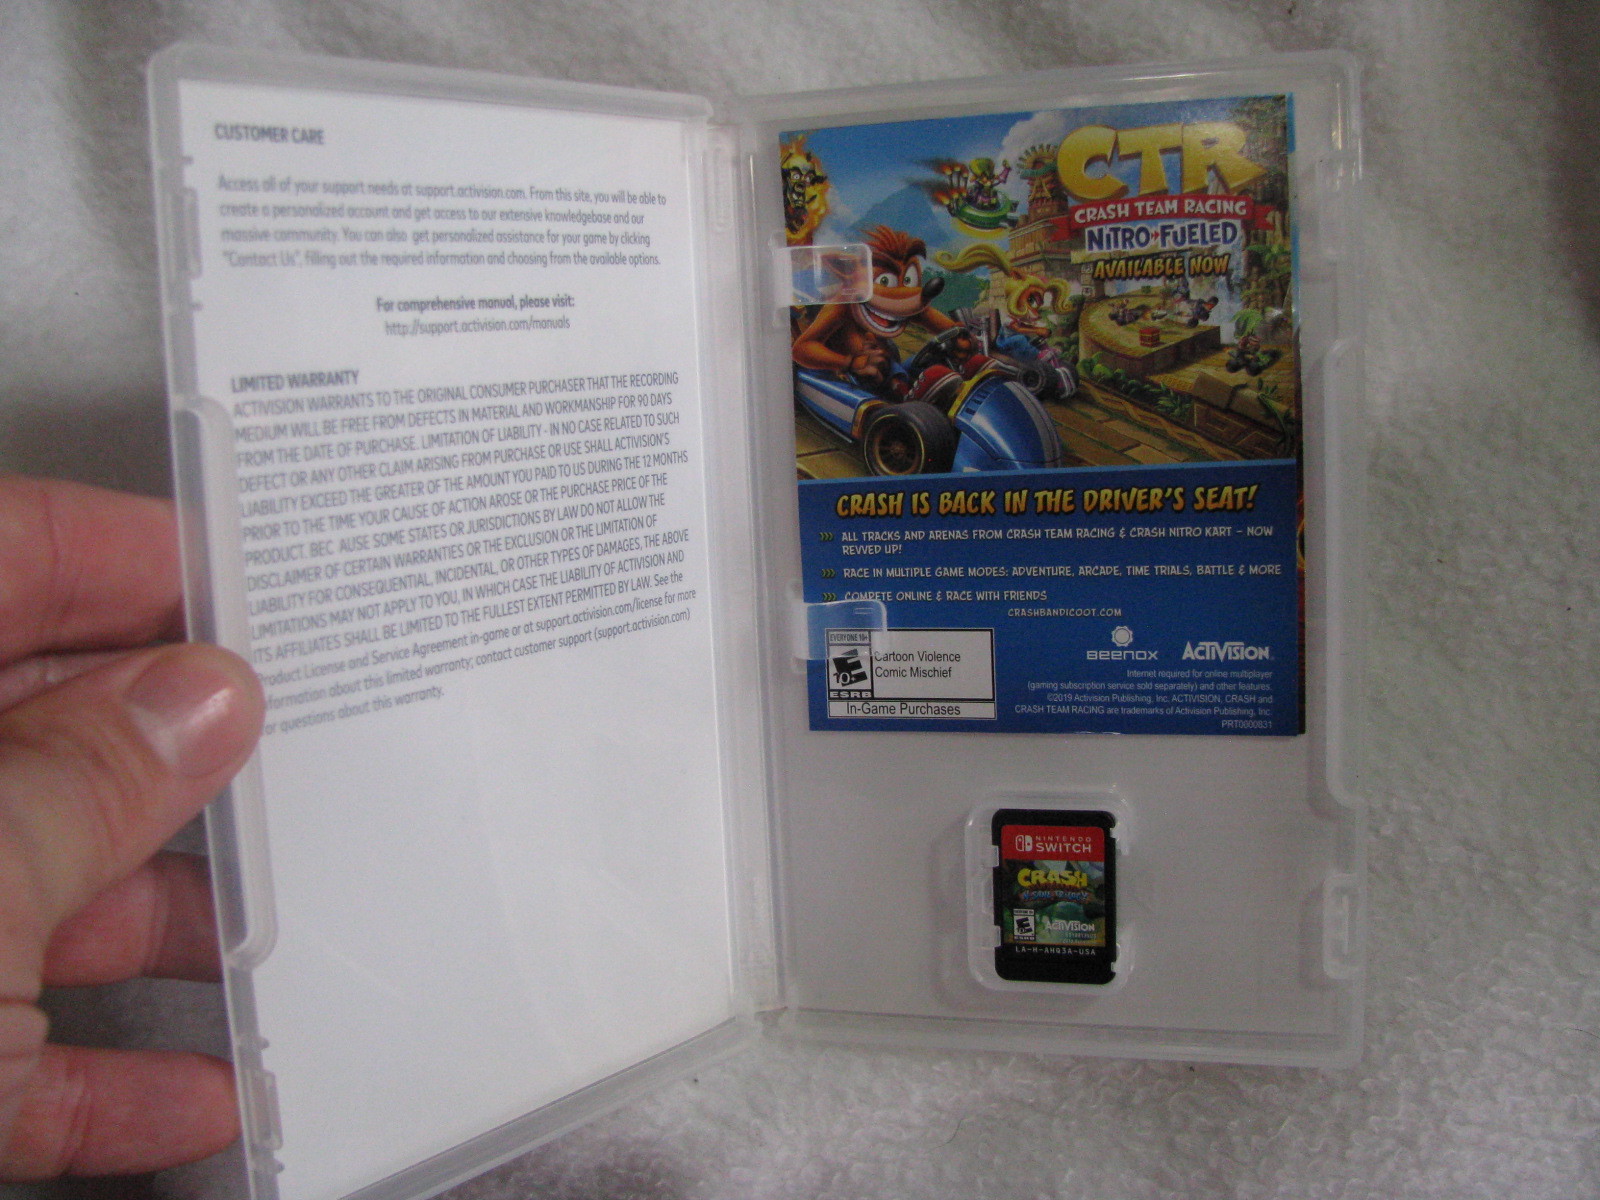 CUSTOMER CARE
Access all of your support needs at support.activision.com. From this site, you will be able to
create a personalized account and get access to our extensive knowledgebase and our
massive community. You can also get personalized assistance for your game by clicking
"Contact Us", filling out the required information and choosing from the available options.
For comprehensive manual, please visit:
http://support.activision.com/manuals
LIMITED WARRANTY
ACTIVISION WARRANTS TO THE ORIGINAL CONSUMER PURCHASER THAT THE RECORDING
MEDIUM WILL BE FREE FROM DEFECTS IN MATERIAL AND WORKMANSHIP FOR 90 DAYS
FROM THE DATE OF PURCHASE. LIMITATION OF LIABILITY - IN NO CASE RELATED TO SUCH
DEFECT OR ANY OTHER CLAIM ARISING FROM PURCHASE OR USE SHALL ACTIVISION'S
LIABILITY EXCEED THE GREATER OF THE AMOUNT YOU PAID TO US DURING THE 12 MONTHS
PRIOR TO THE TIME YOUR CAUSE OF ACTION AROSE OR THE PURCHASE PRICE OF THE
PRODUCT. BEC AUSE SOME STATES OR JURISDICTIONS BY LAW DO NOT ALLOW THE
DISCLAIMER OF CERTAIN WARRANTIES OR THE EXCLUSION OR THE LIMITATION OF
LIABILITY FOR CONSEQUENTIAL, INCIDENTAL, OR OTHER TYPES OF DAMAGES, THE ABOVE
LIMITATIONS MAY NOT APPLY TO YOU, IN WHICH CASE THE LIABILITY OF ACTIVISION AND
ITS AFFILIATES SHALL BE LIMITED TO THE FULLEST EXTENT PERMITTED BY LAW. See the
Product License and Service Agreement in-game or at support.activision.com/license for more
nformation about this limited warranty; contact customer support (support.activision.com)
or questions about this warranty.
CTR
CRASH TEAM RACING
NITRO-FUELED
AVAILABLE NOW
CRASH IS BACK IN THE DRIVER'S SEAT!
ALL TRACKS AND ARENAS FROM CRASH TEAM RACING & CRASH NITRO KART – NOW
REVVED UP!
RACE IN MULTIPLE GAME MODES: ADVENTURE, ARCADE, TIME TRIALS, BATTLE & MORE
COMPETE ONLINE & RACE WITH FRIENDS
CRASHBANDICOOT.COM
EVERYONE 10+
10+
ESRB
Cartoon Violence
Comic Mischief
In-Game Purchases
BEENOX
ACTIVISION
Internet required for online multiplayer
(gaming subscription service sold separately) and other features.
©2019 Activision Publishing, Inc. ACTIVISION, CRASH and
CRASH TEAM RACING are trademarks of Activision Publishing, Inc.
PRT0000831
NINTENDO
SWITCH
CRASH
E
ESRB
ACTIVISION
LA-H-AHG3A-USA